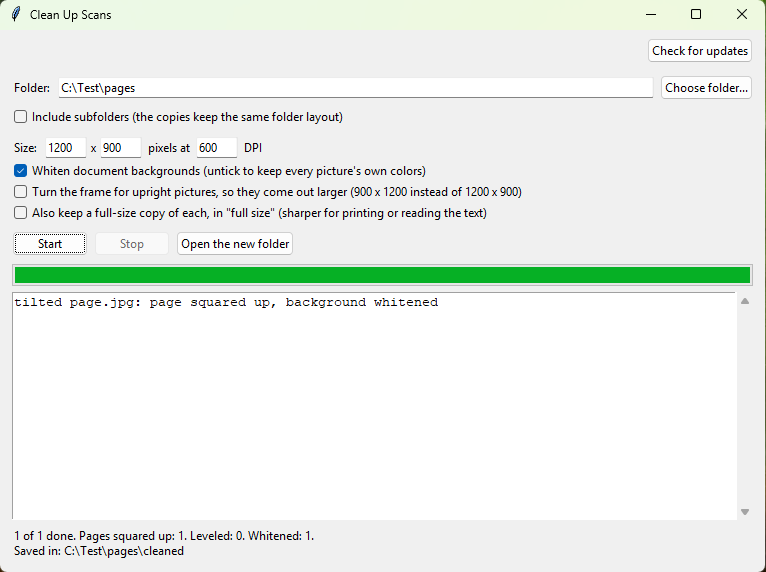 Clean Up Scans
Check for updates
Folder: C:\Test\pages Choose folder...
Include subfolders (the copies keep the same folder layout)
Size: 1200 x 900 pixels at 600 DPI
Whiten document backgrounds (untick to keep every picture's own colors)
Turn the frame for upright pictures, so they come out larger (900 x 1200 instead of 1200 x 900)
Also keep a full-size copy of each, in "full size" (sharper for printing or reading the text)
Start Stop Open the new folder
tilted page.jpg: page squared up, background whitened
1 of 1 done. Pages squared up: 1. Leveled: 0. Whitened: 1.
Saved in: C:\Test\pages\cleaned